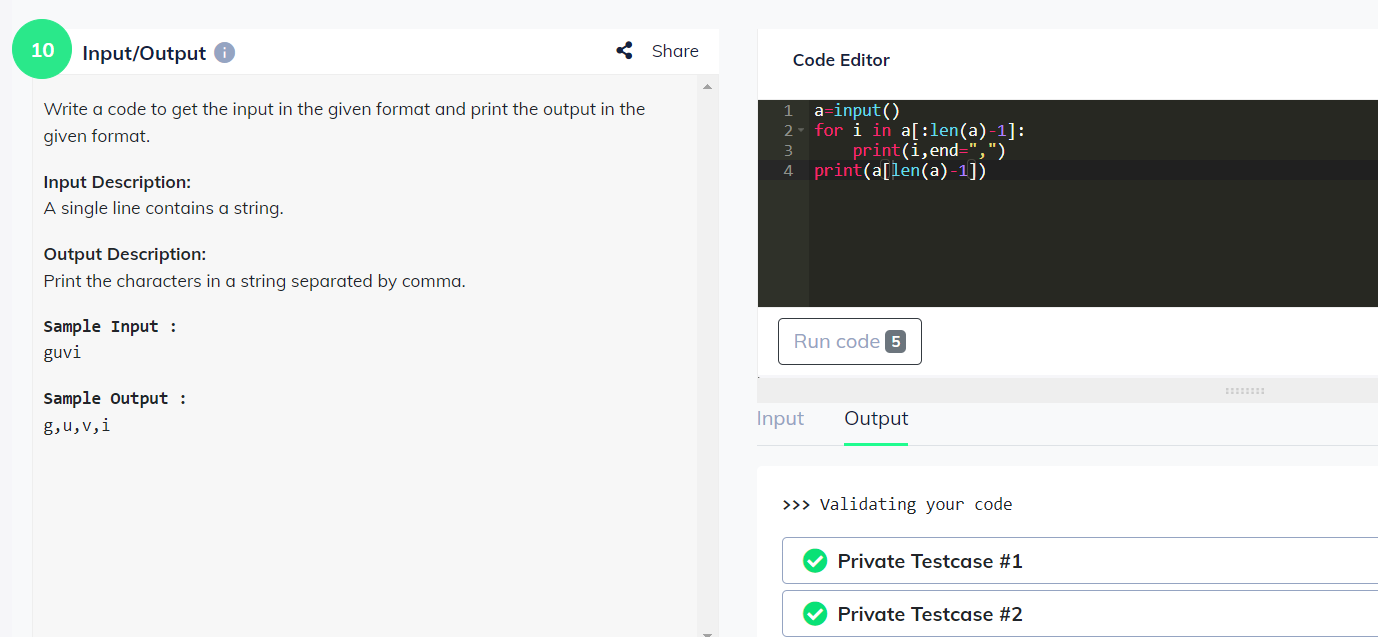 10
Input/Output i
Share
Write a code to get the input in the given format and print the output in the
given format.
Input Description:
A single line contains a string.
Output Description:
Print the characters in a string separated by comma.
Sample Input :
guvi
Sample Output :
g,u,v,i
Code Editor
1 a=input()
2 for i in a[:len(a)-1]:
3     print(i,end=",")
4 print(a[len(a)-1])
Run code 5
Input Output
>>> Validating your code
Private Testcase #1
Private Testcase #2